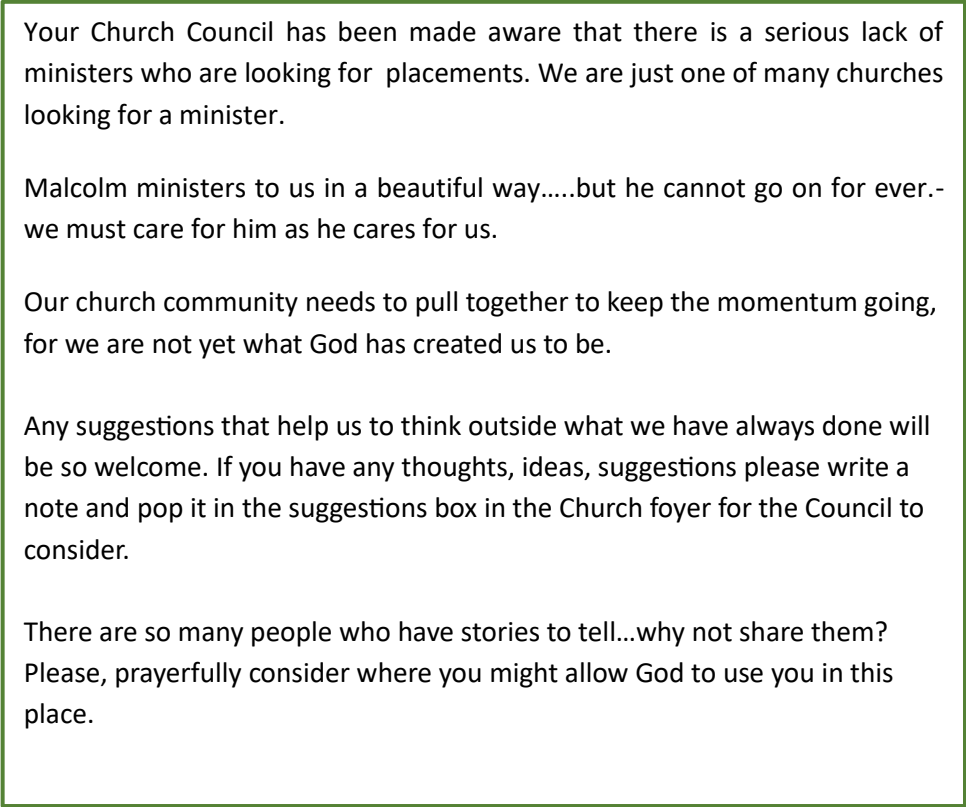 Your Church Council has been made aware that there is a serious lack of
ministers who are looking for  placements. We are just one of many churches
looking for a minister.
Malcolm ministers to us in a beautiful way.....but he cannot go on for ever.-
we must care for him as he cares for us.
Our church community needs to pull together to keep the momentum going,
for we are not yet what God has created us to be.
Any suggestions that help us to think outside what we have always done will
be so welcome. If you have any thoughts, ideas, suggestions please write a
note and pop it in the suggestions box in the Church foyer for the Council to
consider.
There are so many people who have stories to tell...why not share them?
Please, prayerfully consider where you might allow God to use you in this
place.